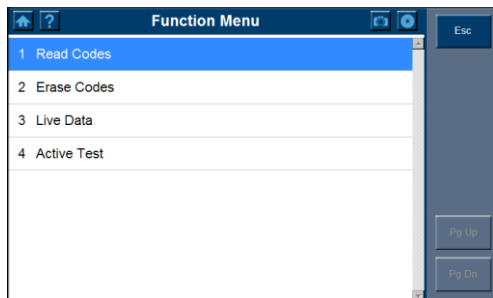 ? Function Menu
Esc
1 Read Codes
2 Erase Codes
3 Live Data
4 Active Test
Pg Up
Pg Dn